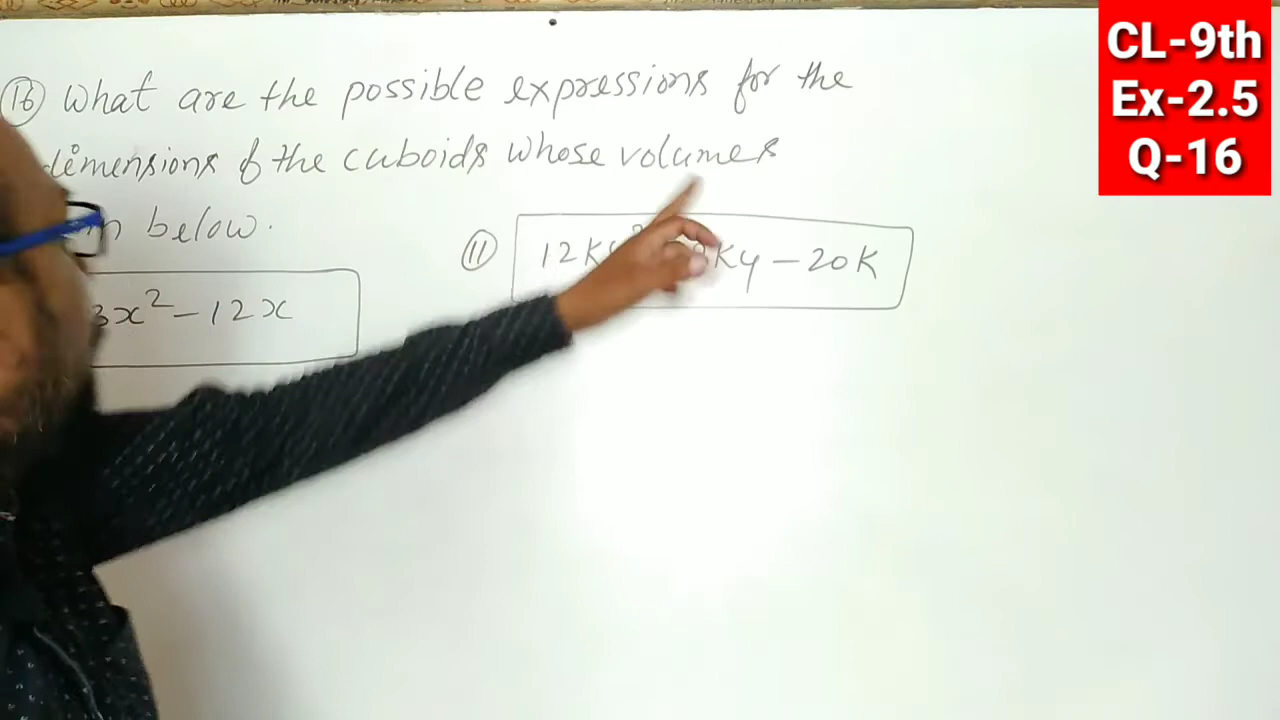 (16) What are the possible expressions for the
dimensions of the cuboids whose volumes
below.
(11) 12K Ky - 20K
3x² - 12x
CL-9th
Ex-2.5
Q-16